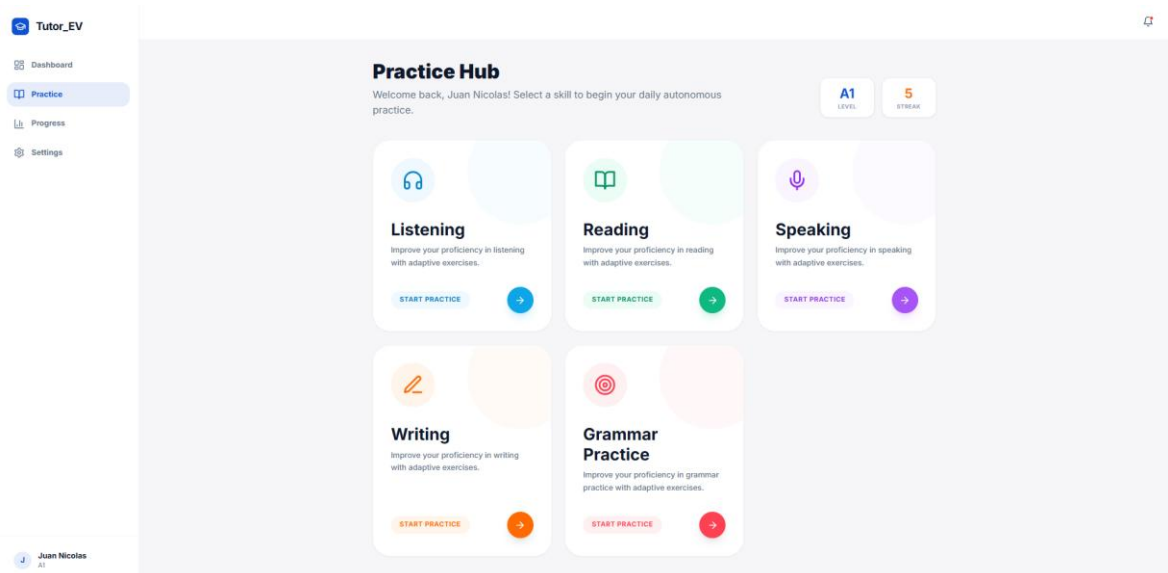 Tutor_EV
Dashboard
Practice
Progress
Settings
Juan Nicolas
A1
Practice Hub
Welcome back, Juan Nicolas! Select a skill to begin your daily autonomous
practice.
A1
LEVEL
5
STREAK
Listening
Improve your proficiency in listening
with adaptive exercises.
START PRACTICE
Reading
Improve your proficiency in reading
with adaptive exercises.
START PRACTICE
Speaking
Improve your proficiency in speaking
with adaptive exercises.
START PRACTICE
Writing
Improve your proficiency in writing
with adaptive exercises.
START PRACTICE
Grammar
Practice
Improve your proficiency in grammar
practice with adaptive exercises.
START PRACTICE
J